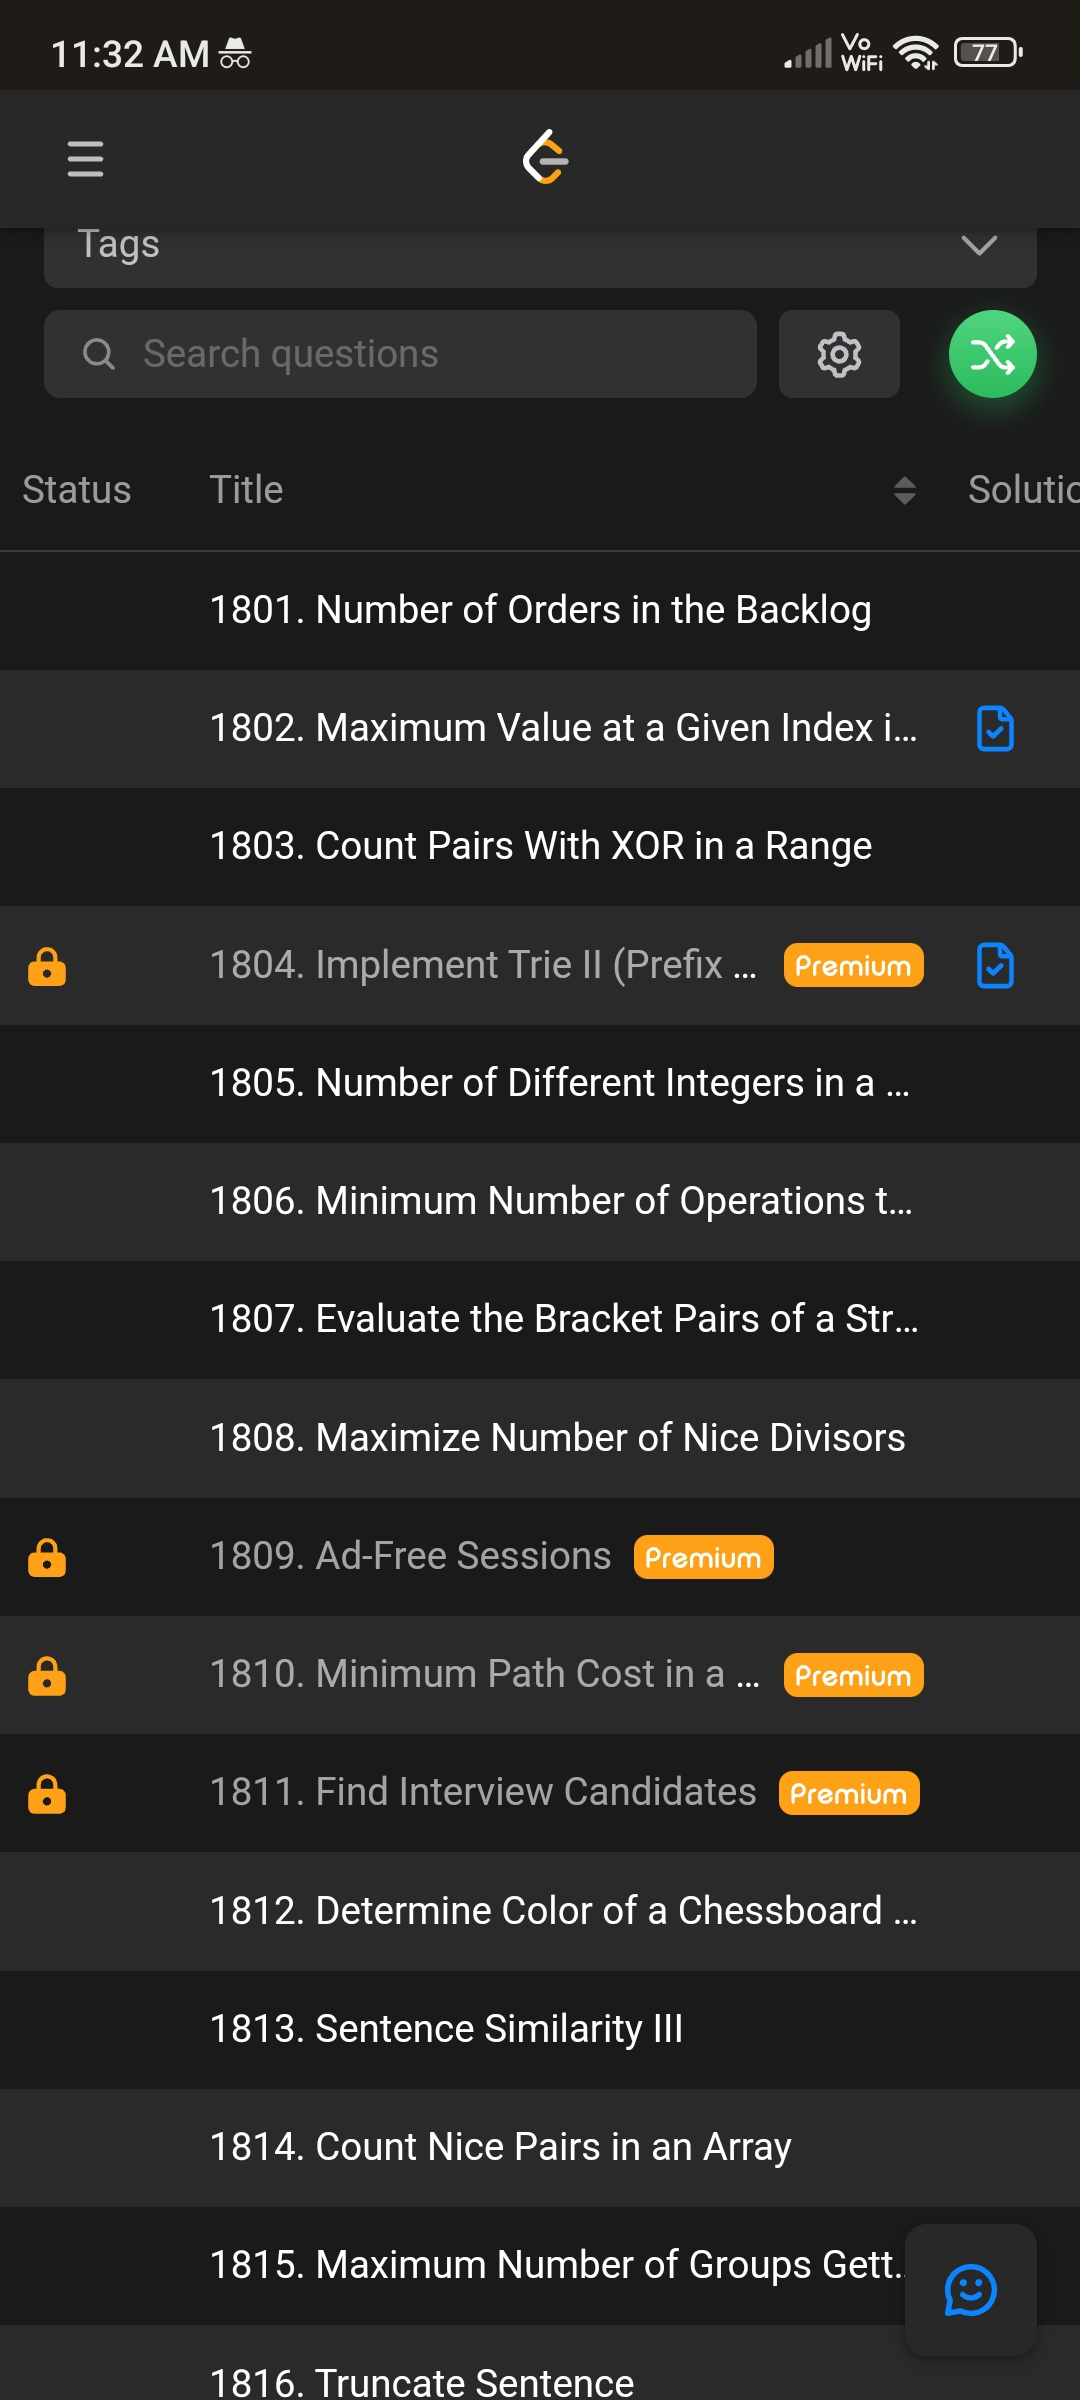 11:32 AM
Vo WiFi
77
Tags
Search questions
Status Title Solutio
1801. Number of Orders in the Backlog
1802. Maximum Value at a Given Index i...
1803. Count Pairs With XOR in a Range
1804. Implement Trie II (Prefix ... Premium
1805. Number of Different Integers in a ...
1806. Minimum Number of Operations t...
1807. Evaluate the Bracket Pairs of a Str...
1808. Maximize Number of Nice Divisors
1809. Ad-Free Sessions Premium
1810. Minimum Path Cost in a ... Premium
1811. Find Interview Candidates Premium
1812. Determine Color of a Chessboard ...
1813. Sentence Similarity III
1814. Count Nice Pairs in an Array
1815. Maximum Number of Groups Gett...
1816. Truncate Sentence